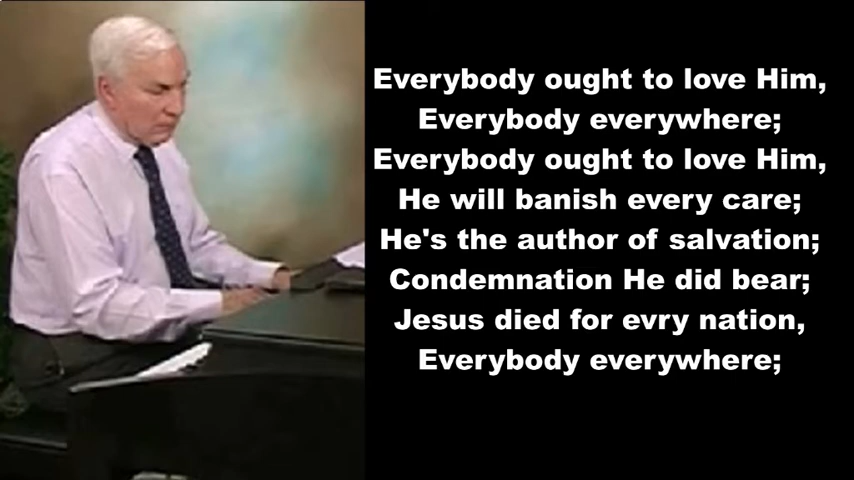 Everybody ought to love Him,
Everybody everywhere;
Everybody ought to love Him,
He will banish every care;
He's the author of salvation;
Condemnation He did bear;
Jesus died for evry nation,
Everybody everywhere;